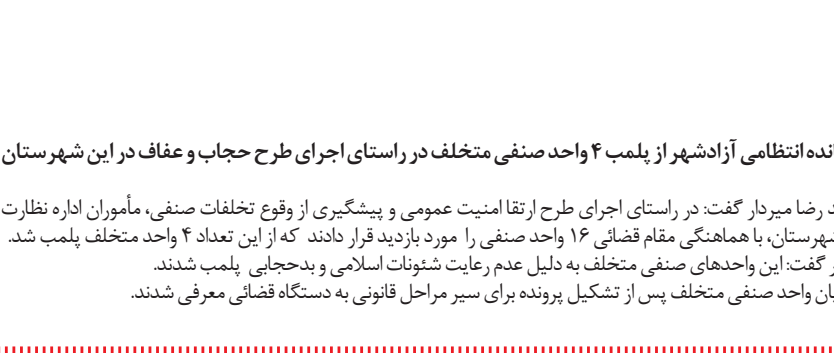 انتظامی آزادشهر از پلمب ۴ واحد صنفی متخلف در راستای اجرای طرح حجاب و عفاف در این شهرستان
رضا میردار گفت: در راستای اجرای طرح ارتقا امنیت عمومی و پیشگیری از وقوع تخلفات صنفی، مأموران اداره نظارت
با هماهنگی مقام قضائی ۱۶ واحد صنفی را مورد بازدید قرار دادند که از این تعداد ۴ واحد متخلف پلمب شد.
گفت: این واحدهای صنفی متخلف به دلیل عدم رعایت شئونات اسلامی و بدحجابی پلمب شدند.
واحد صنفی متخلف پس از تشکیل پرونده برای سیر مراحل قانونی به دستگاه قضائی معرفی شدند.